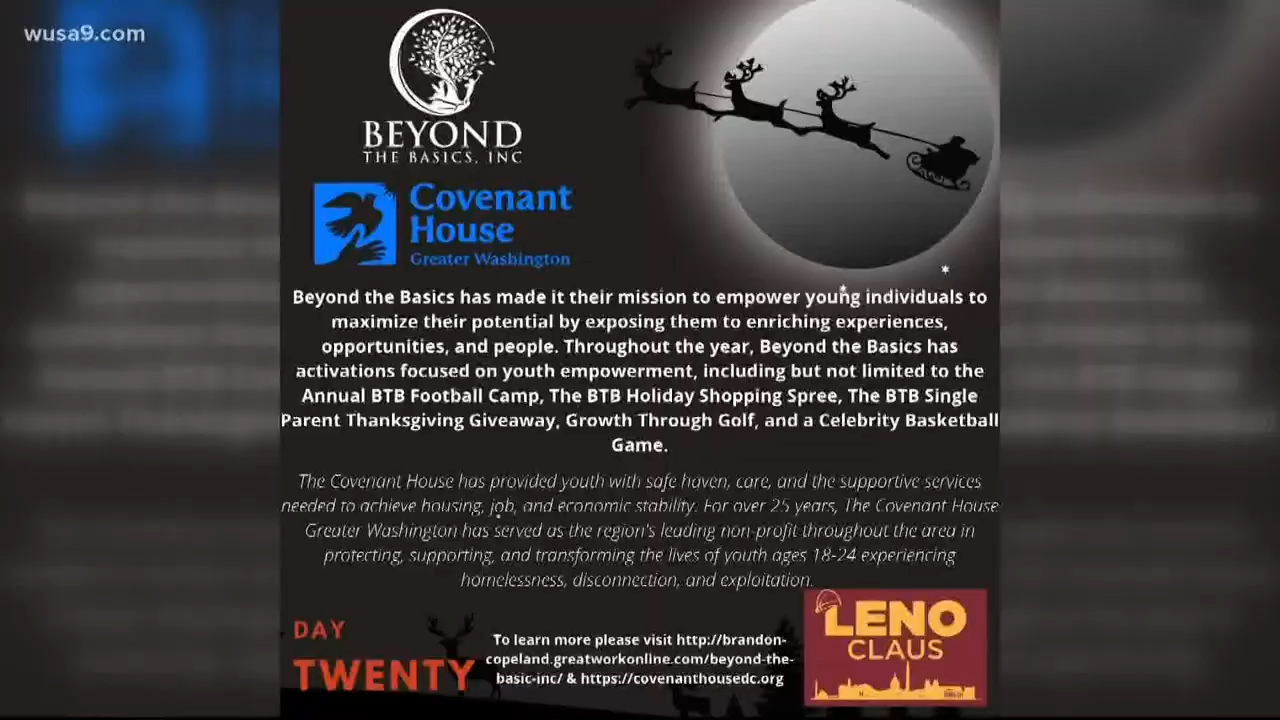 wusa9.com
BEYOND
THE BASICS, INC
Covenant
House
Greater Washington
Beyond the Basics has made it their mission to empower young individuals to
maximize their potential by exposing them to enriching experiences,
opportunities, and people. Throughout the year, Beyond the Basics has
activations focused on youth empowerment, including but not limited to the
Annual BTB Football Camp, The BTB Holiday Shopping Spree, The BTB Single
Parent Thanksgiving Giveaway, Growth Through Golf, and a Celebrity Basketball
Game.
The Covenant House has provided youth with safe haven, care, and the supportive services
needed to achieve housing, job, and economic stability. For over 25 years, The Covenant House
Greater Washington has served as the region's leading non-profit throughout the area in
protecting, supporting, and transforming the lives of youth ages 18-24 experiencing
homelessness, disconnection, and exploitation.
DAY
TWENTY
To learn more please visit http://brandon-
copeland.greatworkonline.com/beyond-the-
basic-inc/ & https://covenanthousedc.org
LENO
CLAUS